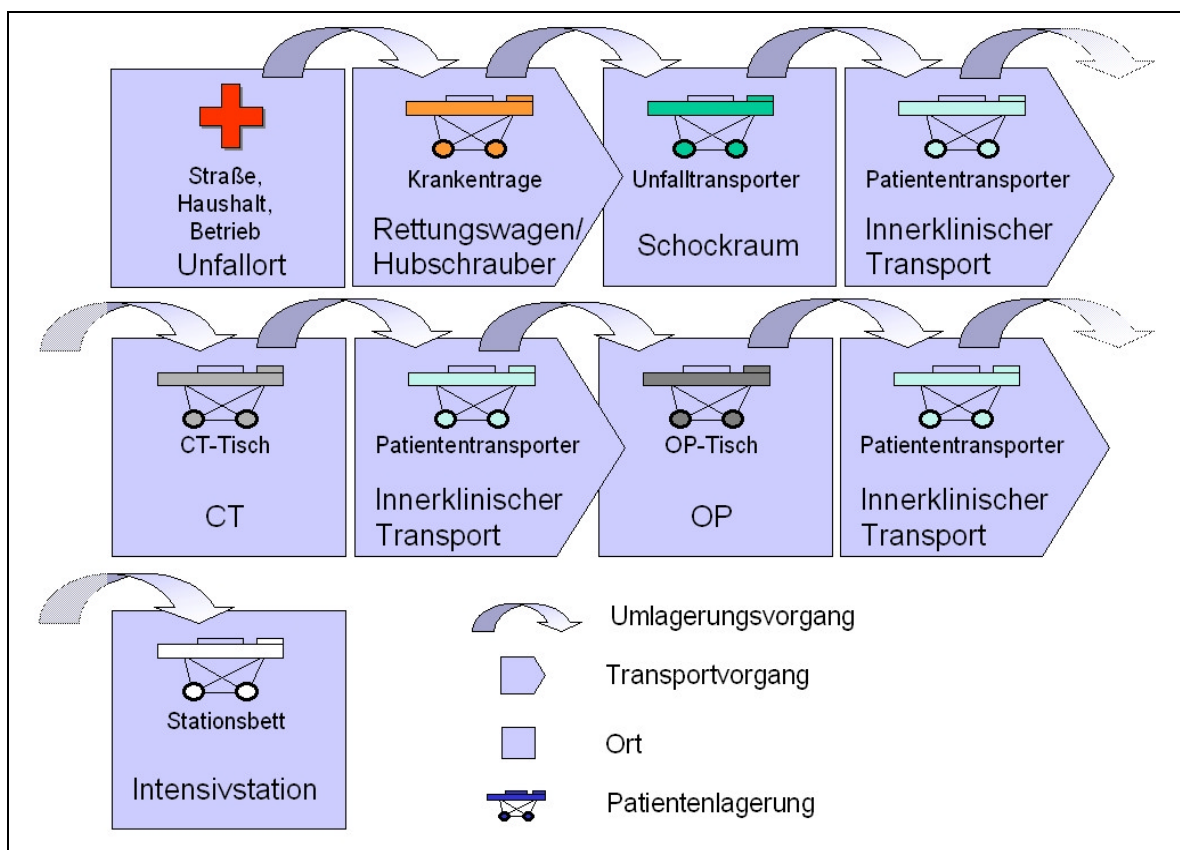 Straße,
Haushalt,
Betrieb
Unfallort
Krankentrage
Rettungswagen/
Hubschrauber
Unfalltransporter
Schockraum
Patiententransporter
Innerklinischer
Transport
CT-Tisch
CT
Patiententransporter
Innerklinischer
Transport
OP-Tisch
OP
Patiententransporter
Innerklinischer
Transport
Stationsbett
Intensivstation
Umlagerungsvorgang
Transportvorgang
Ort
Patientenlagerung